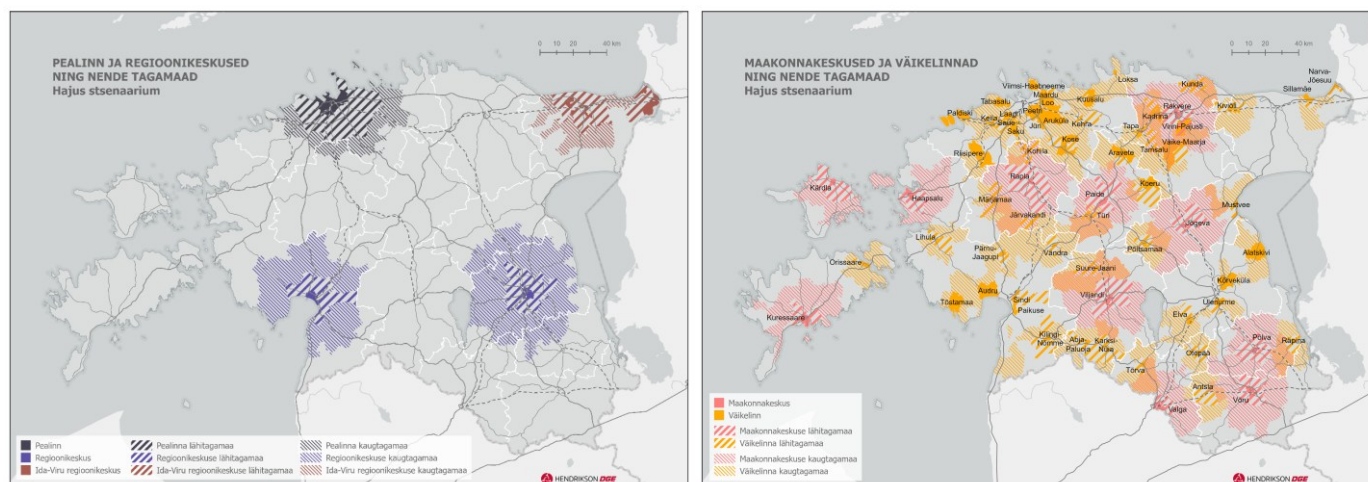 PEALINN JA REGIOONIKESKUSED
NING NENDE TAGAMAAD
Hajus stsenaarium
0 10 20 40 km
Pealinn
Regioonikeskus
Ida-Viru regioonikeskus
Pealinna lähitagamaa
Regioonikeskuse lähitagamaa
Ida-Viru regioonikeskuse lähitagamaa
Pealinna kaugtagamaa
Regioonikeskuse kaugtagamaa
Ida-Viru regioonikeskuse kaugtagamaa
HENDRIKSON DGE
MAAKONNAKESKUSED JA VÄIKELINNAD
NING NENDE TAGAMAAD
Hajus stsenaarium
0 10 20 40 km
Narva-
Jõesuu
Sillamäe
Loksa
Viimsi-Haabneeme
Maardu
Loo
Kunda
Tabasalu
Kuusalu
Peetri
Laagri
Rakvere
Kiviõli
Paldiski
Keila
Saue
Jüri
Aruküla
Kehra
Kadrina
Saku
Tapa
Vinni-Pajusti
Kose
Väike-Maarja
Riisipere
Kohila
Aravete
Tamsalu
Kärdla
Rapla
Koeru
Haapsalu
Paide
Märjamaa
Mustvee
Järvakandi
Türi
Jõgeva
Lihula
Pärnu-
Jaagupi
Vändra
Põltsamaa
Alatskivi
Orissaare
Suure-Jaani
Kõrveküla
Audru
Viljandi
Tõstamaa
Sindi
Paikuse
Ülenurme
Kuressaare
Elva
Kilingi-
Nõmme
Abja-
Paluoja
Karksi-
Nuia
Põlva
Räpina
Otepää
Tõrva
Antsla
Võru
Valga
Maakonnakeskus
Väikelinn
Maakonnakeskuse lähitagamaa
Väikelinna lähitagamaa
Maakonnakeskuse kaugtagamaa
Väikelinna kaugtagamaa
HENDRIKSON DGE